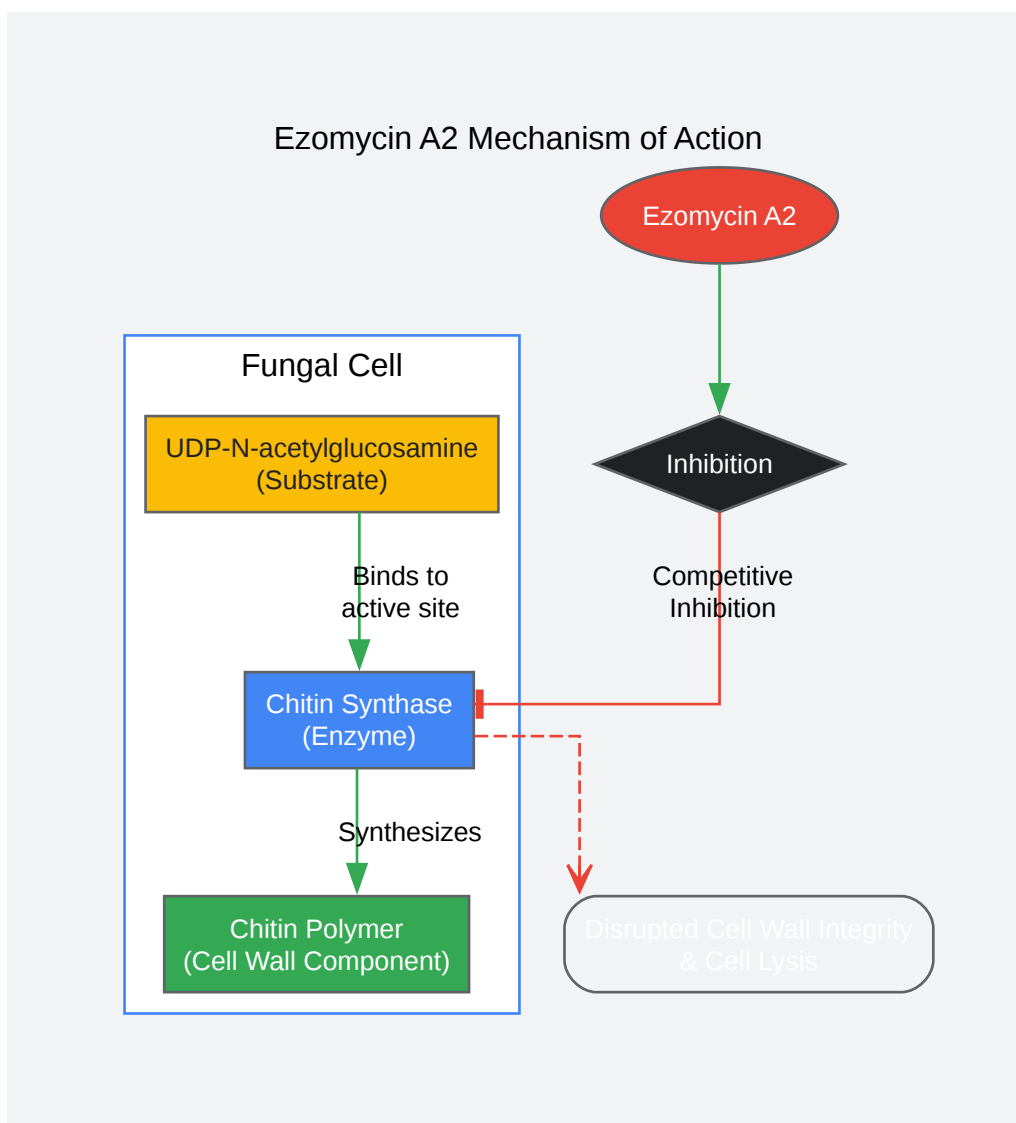 Ezomycin A2 Mechanism of Action
Ezomycin A2
Fungal Cell
UDP-N-acetylglucosamine
(Substrate)
Inhibition
Binds to
active site
Competitive
Inhibition
Chitin Synthase
(Enzyme)
Synthesizes
Chitin Polymer
(Cell Wall Component)
Disrupted Cell Wall Integrity
& Cell Lysis